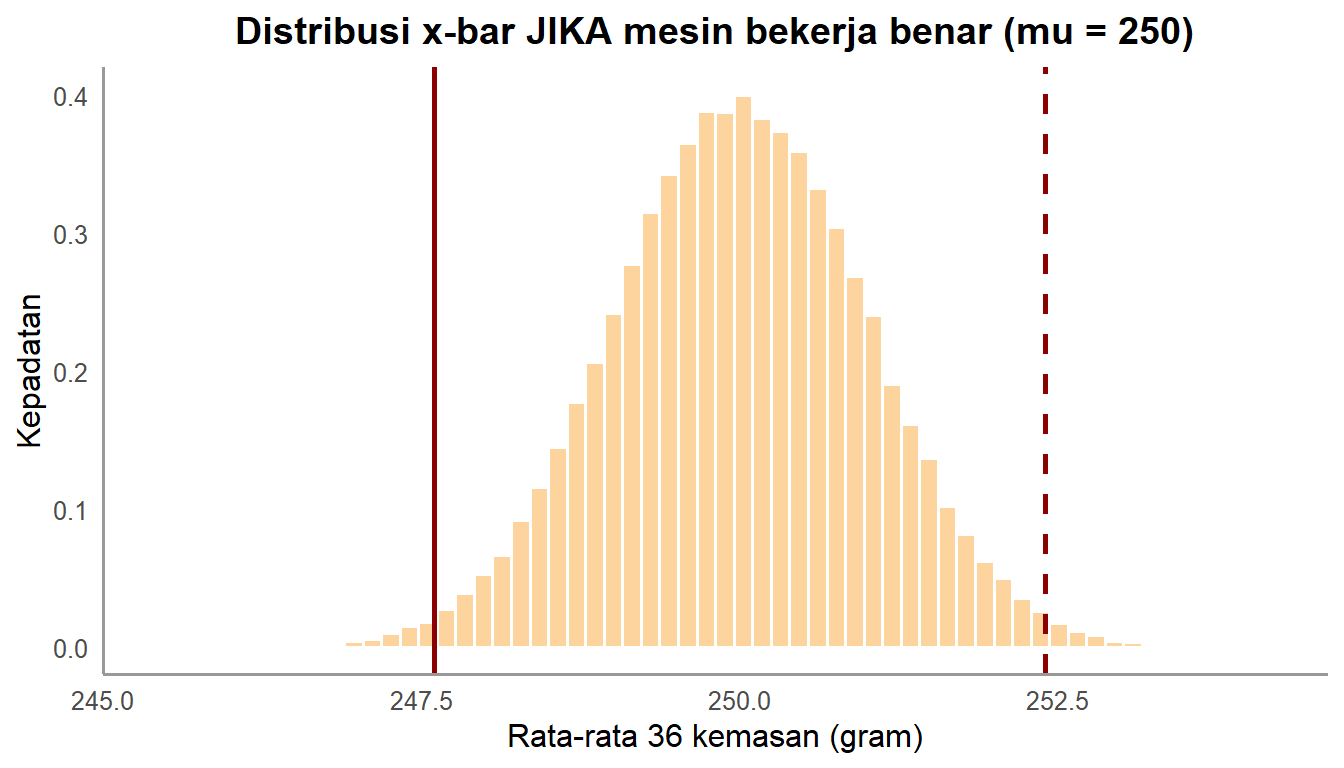 Distribusi x-bar JIKA mesin bekerja benar (mu = 250)
0.4
0.3
0.2
0.1
0.0
Kepadatan
245.0 247.5 250.0 252.5
Rata-rata 36 kemasan (gram)